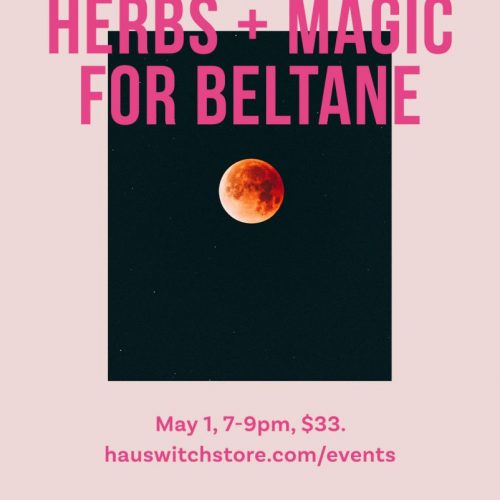 HERBS + MAGIC
FOR BELTANE
May 1, 7-9pm, $33.
hauswitchstore.com/events